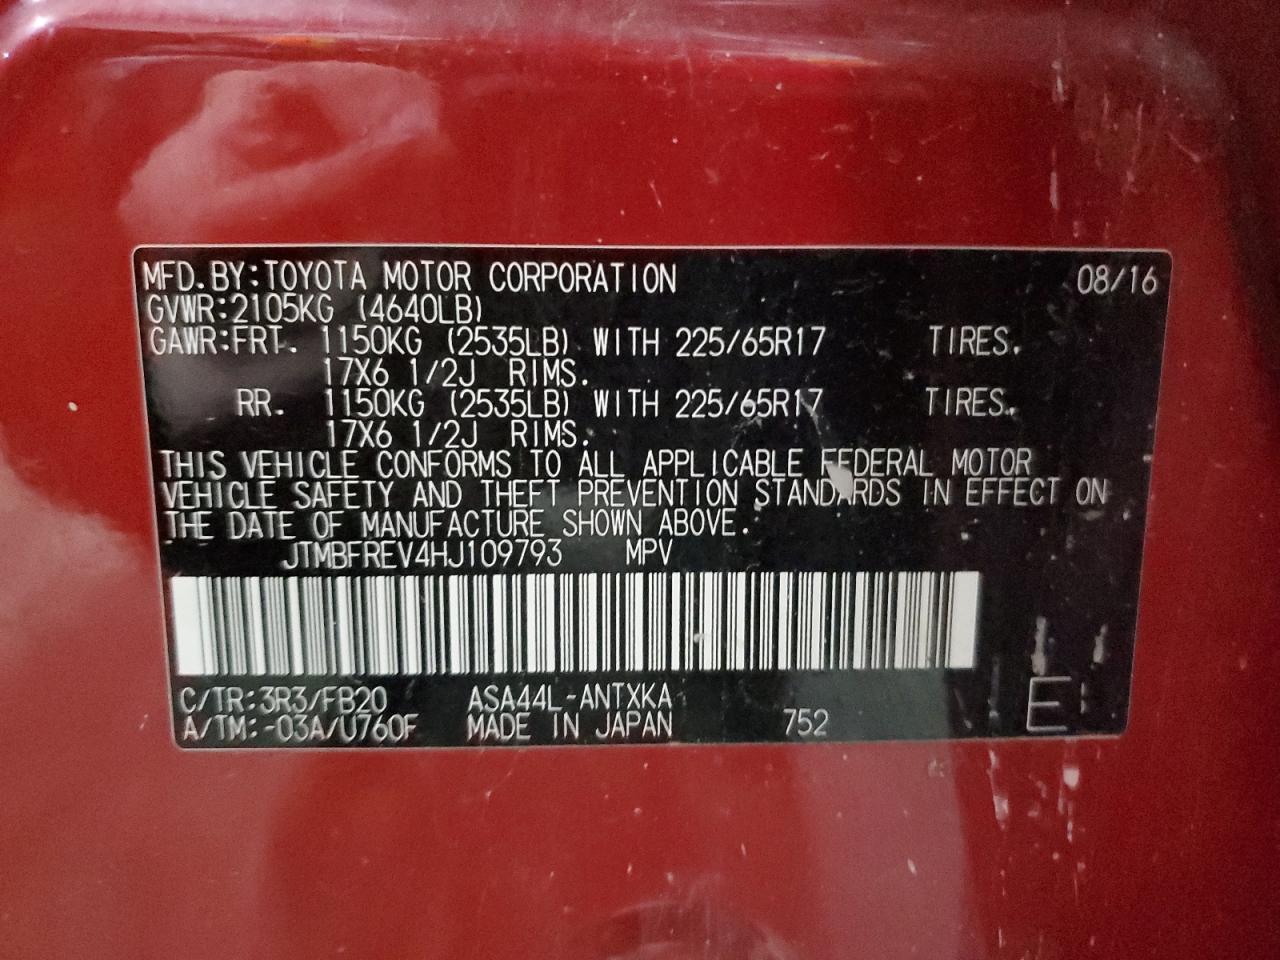 MFD.BY:TOYOTA MOTOR CORPORATION 08/16
GVWR:2105KG (4640LB)
GAWR:FRT. 1150KG (2535LB) WITH 225/65R17 TIRES.
17X6 1/2J RIMS.
RR. 1150KG (2535LB) WITH 225/65R17 TIRES.
17X6 1/2J RIMS.
THIS VEHICLE CONFORMS TO ALL APPLICABLE FEDERAL MOTOR
VEHICLE SAFETY AND THEFT PREVENTION STANDARDS IN EFFECT ON
THE DATE OF MANUFACTURE SHOWN ABOVE.
JTMBFREV4HJ109793 MPV
C/TR:3R3/FB20 ASA44L-ANTXKA
A/TM:-03A/U760F MADE IN JAPAN 752 E